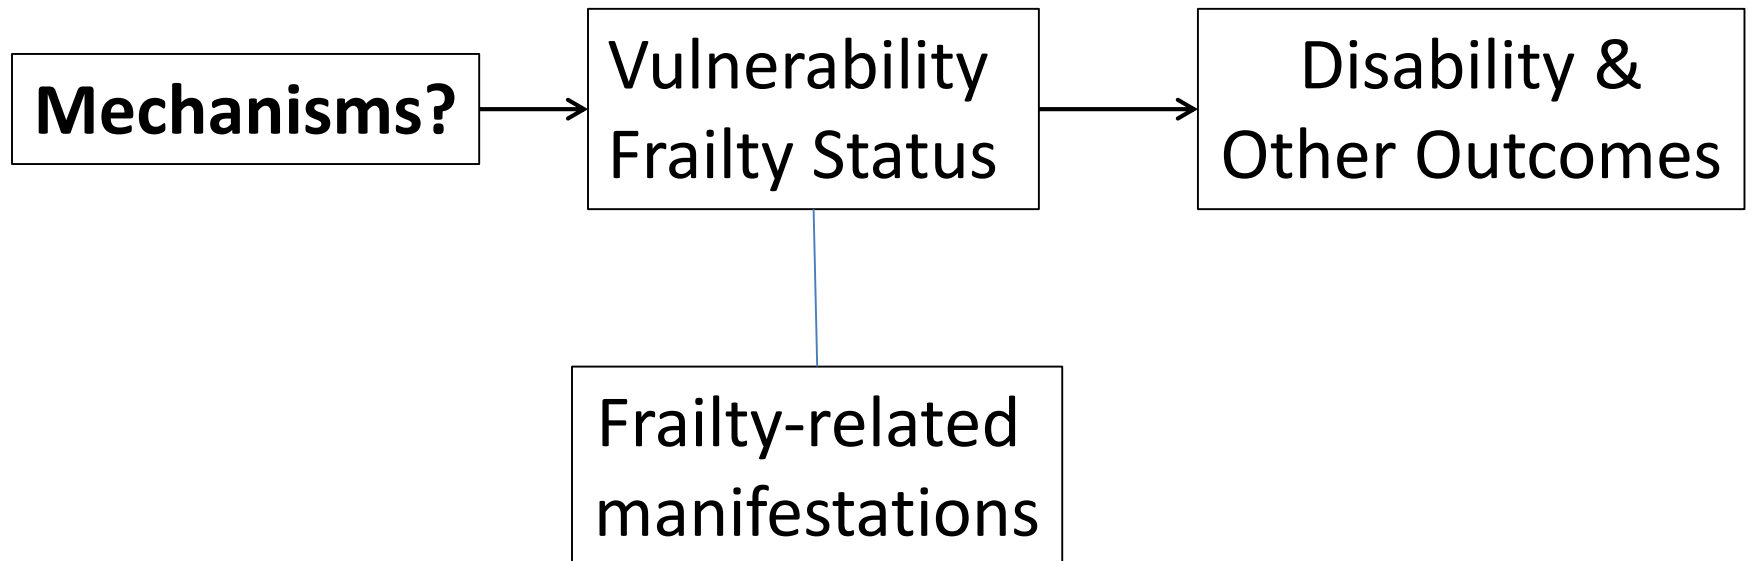 Mechanisms?
Vulnerability
Frailty Status
Disability &
Other Outcomes
Frailty-related
manifestations